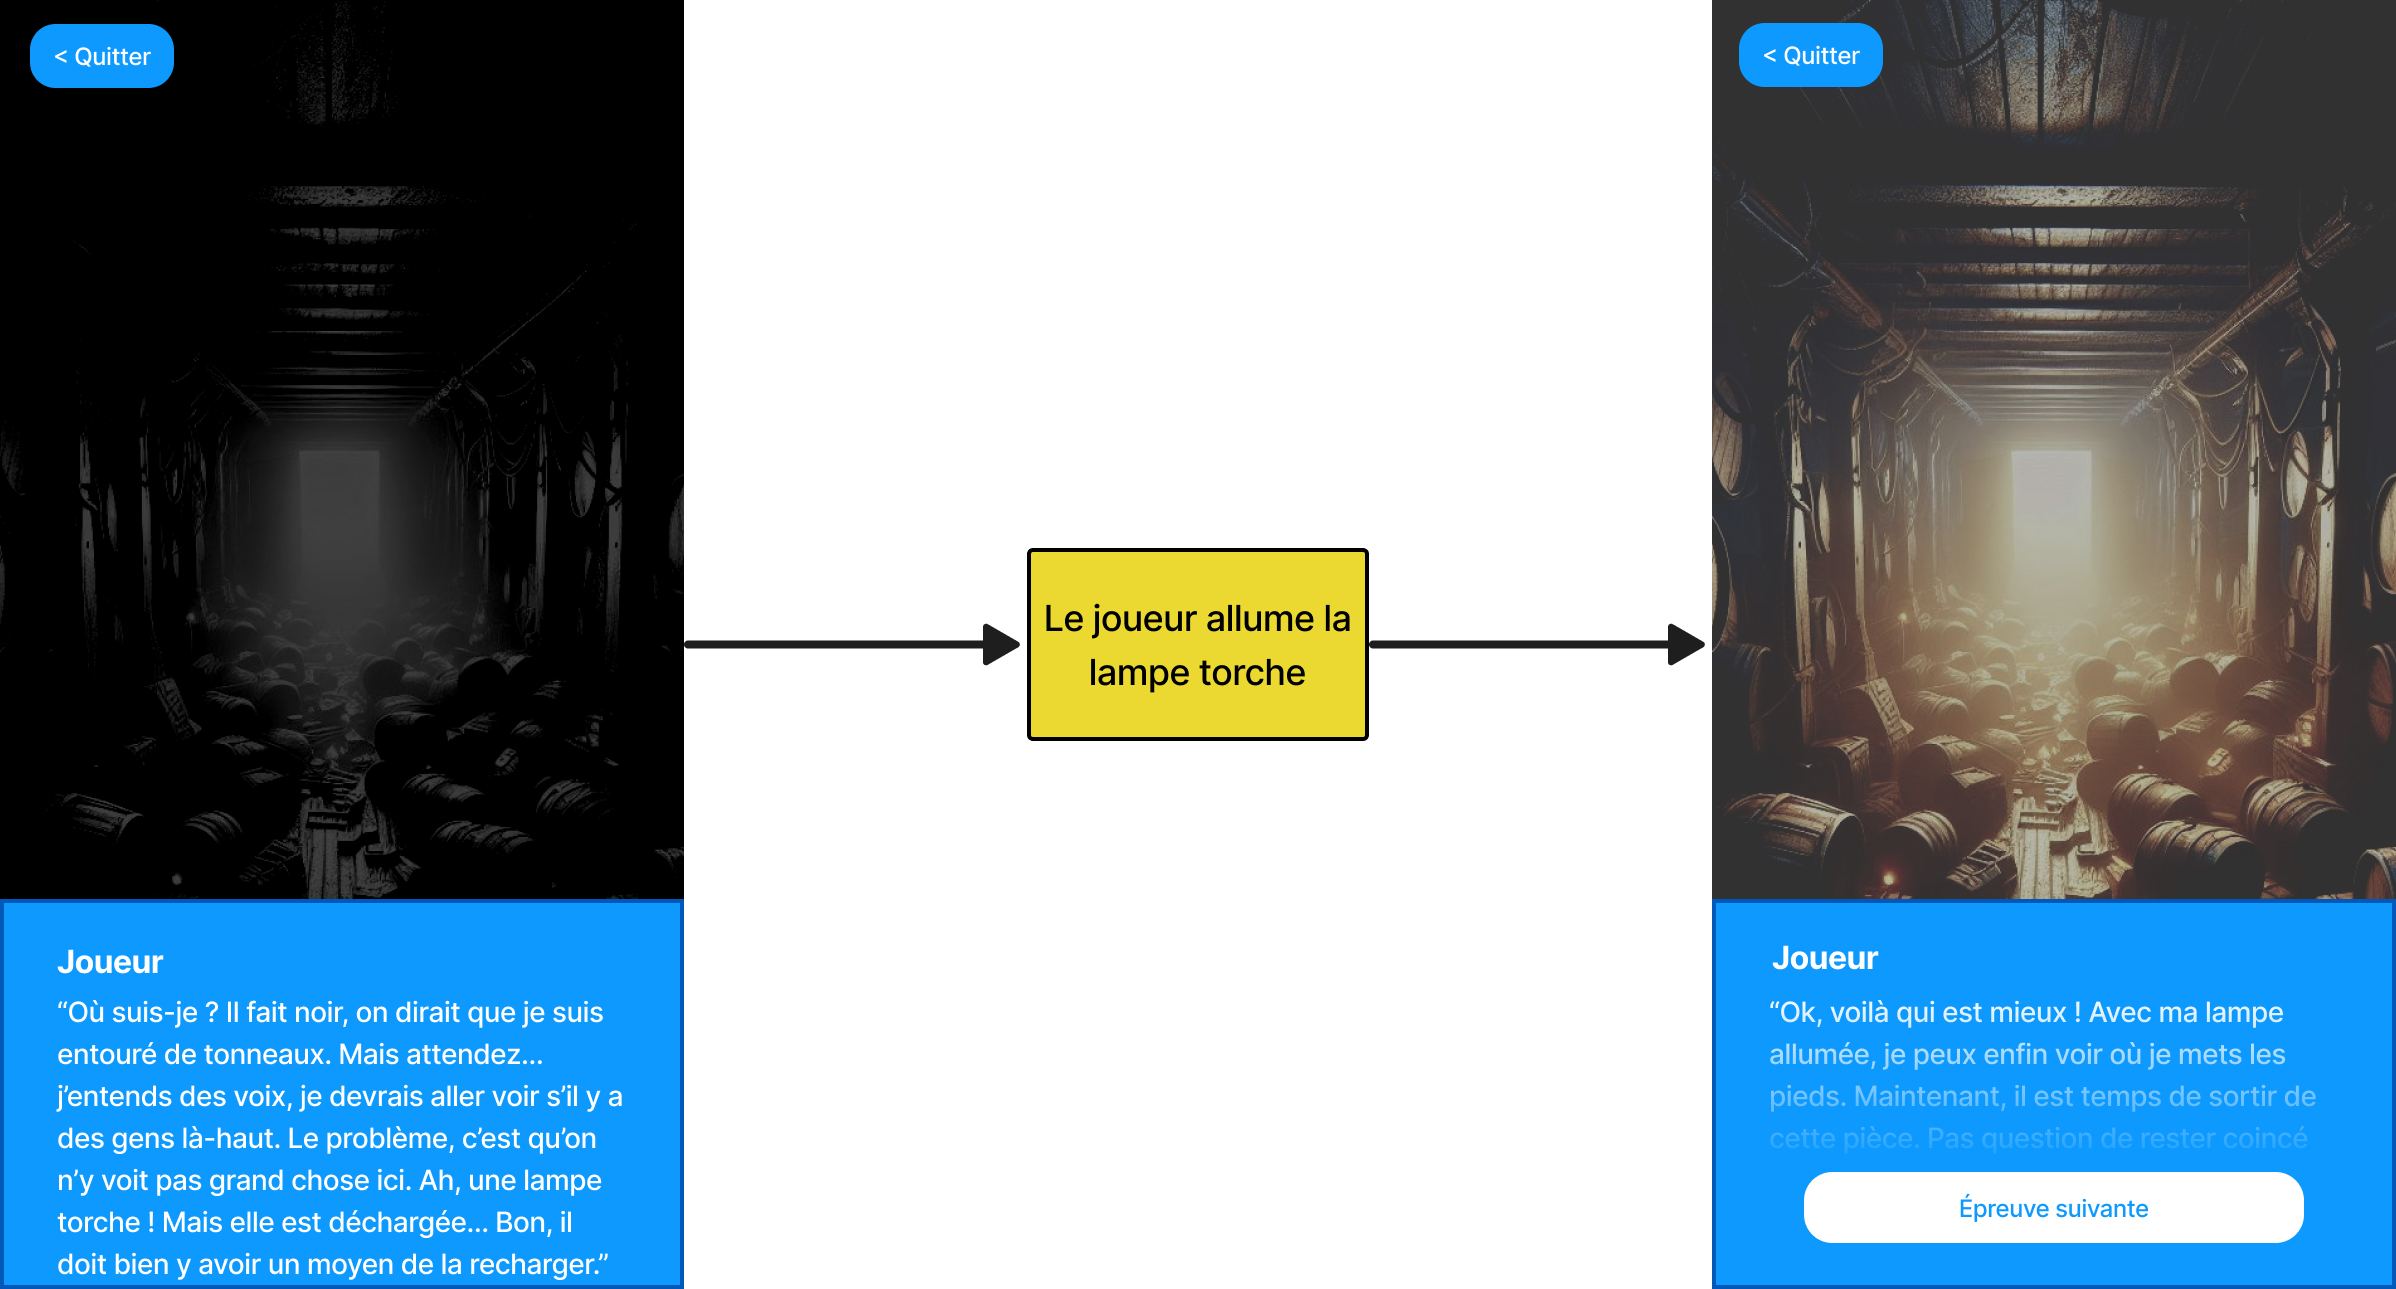 < Quitter
Joueur
“Où suis-je ? Il fait noir, on dirait que je suis
entouré de tonneaux. Mais attendez...
j’entends des voix, je devrais aller voir s’il y a
des gens là-haut. Le problème, c’est qu’on
n’y voit pas grand chose ici. Ah, une lampe
torche ! Mais elle est déchargée... Bon, il
doit bien y avoir un moyen de la recharger.”
Le joueur allume la
lampe torche
< Quitter
Joueur
“Ok, voilà qui est mieux ! Avec ma lampe
allumée, je peux enfin voir où je mets les
pieds. Maintenant, il est temps de sortir de
cette pièce. Pas question de rester coincé
Épreuve suivante